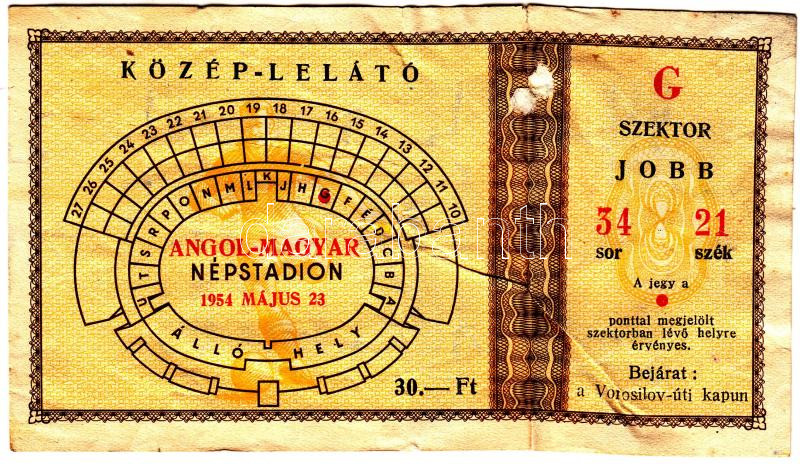 KÖZÉP-LELÁTÓ
27 26 25 24 23 22 21 20 19 18 17 16 15 14 13 12 11 10
U T S R P O N M L K J H G F E D C B A
ANGOL-MAGYAR
NÉPSTADION
1954 MÁJUS 23
ÁLLÓ HELY
30.— Ft
G
SZEKTOR
JOBB
34 21
sor szék
A jegy a
ponttal megjelölt
szektorban lévő helyre
érvényes.
Bejárat :
a Vorosilov-úti kapun